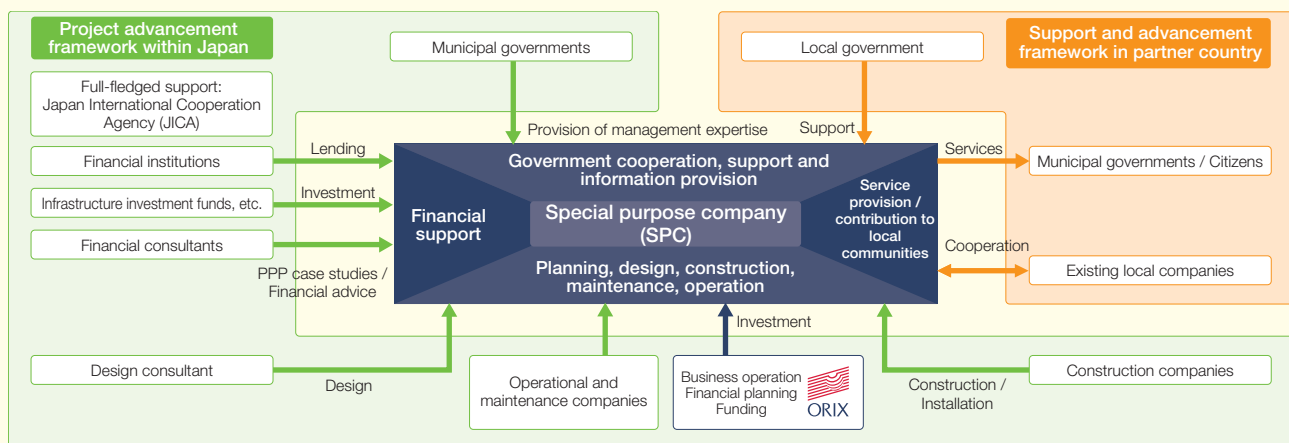 Project advancement
framework within Japan
Municipal governments
Local government
Support and advancement
framework in partner country
Full-fledged support:
Japan International Cooperation
Agency (JICA)
Provision of management expertise
Support
Financial institutions
Lending
Government cooperation, support and
information provision
Services
Municipal governments / Citizens
Infrastructure investment funds, etc.
Investment
Financial
support
Special purpose company
(SPC)
Service
provision /
contribution to
local
communities
Financial consultants
PPP case studies /
Financial advice
Planning, design, construction,
maintenance, operation
Cooperation
Existing local companies
Investment
Design consultant
Design
Operational and
maintenance companies
Business operation
Financial planning
Funding
ORIX
Construction /
Installation
Construction companies